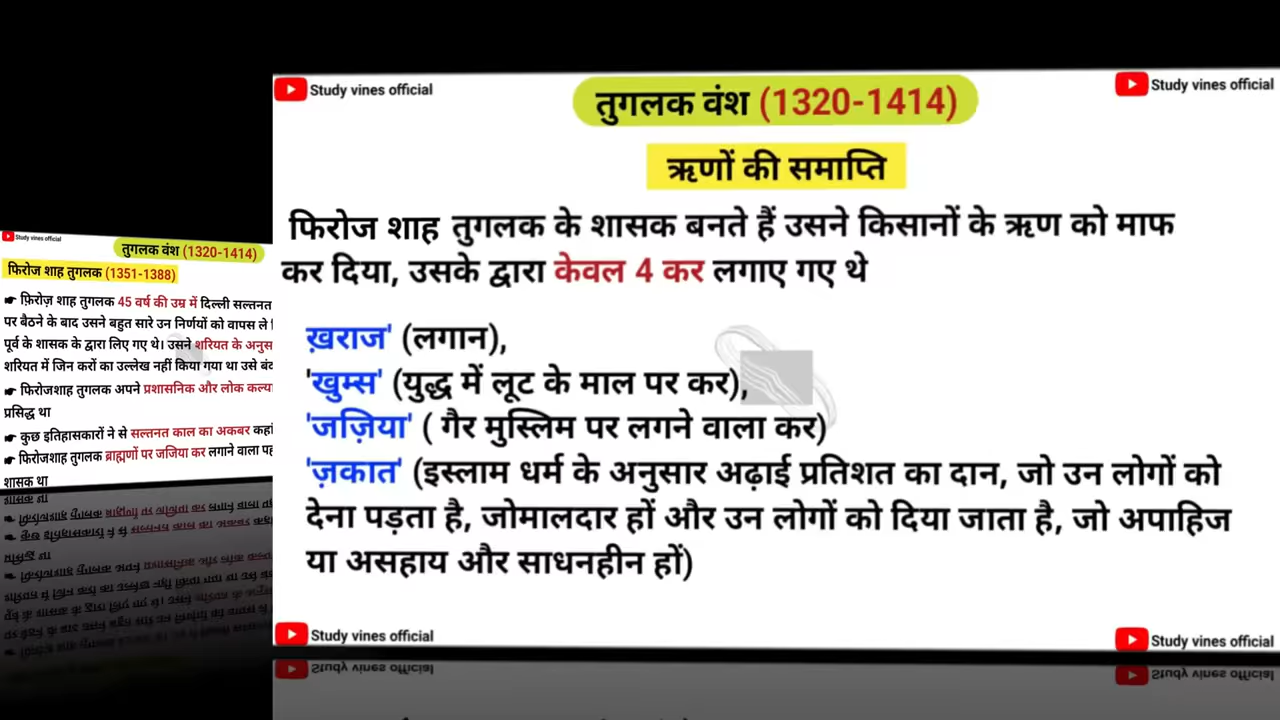 Study vines official
तुगलक वंश (1320-1414)
फिरोज शाह तुगलक (1351-1388)
☛ फ़िरोज़ शाह तुगलक 45 वर्ष की उम्र में दिल्ली सल्तनत
पर बैठने के बाद उसने बहुत सारे उन निर्णयों को वापस ले
पूर्व के शासक के द्वारा लिए गए थे। उसने शरियत के
शरियत में जिन करों का उल्लेख नहीं किया गया था उसे
☛ फिरोजशाह तुगलक अपने प्रशासनिक और लोक
प्रसिद्ध था
☛ कुछ इतिहासकारों ने से सल्तनत काल का अकबर
☛ फिरोजशाह तुगलक ब्राह्मणों पर जजिया कर लगाने वाला
शासक था
Study vines official
Study vines official
तुगलक वंश (1320-1414)
ऋणों की समाप्ति
फिरोज शाह तुगलक के शासक बनते हैं उसने किसानों के ऋण को माफ
कर दिया, उसके द्वारा केवल 4 कर लगाए गए थे
ख़राज' (लगान),
'खुम्स' (युद्ध में लूट के माल पर कर),
'जज़िया' ( गैर मुस्लिम पर लगने वाला कर)
'ज़कात' (इस्लाम धर्म के अनुसार अढ़ाई प्रतिशत का दान, जो उन लोगों को
देना पड़ता है, जोमालदार हों और उन लोगों को दिया जाता है, जो अपाहिज
या असहाय और साधनहीन हों)
Study vines official
Study vines official